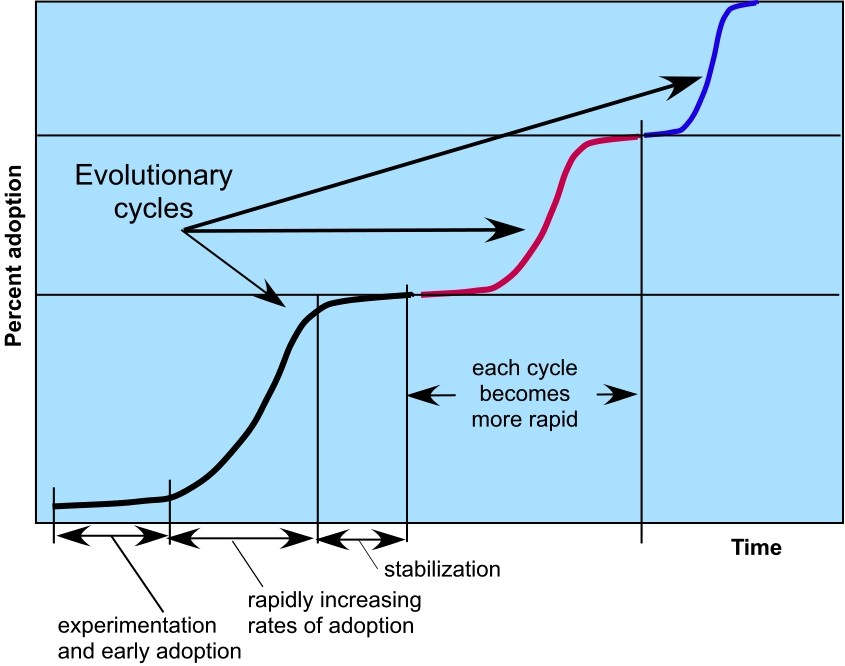 Percent adoption
Evolutionary
cycles
each cycle
becomes
more rapid
Time
stabilization
rapidly increasing
rates of adoption
experimentation
and early adoption